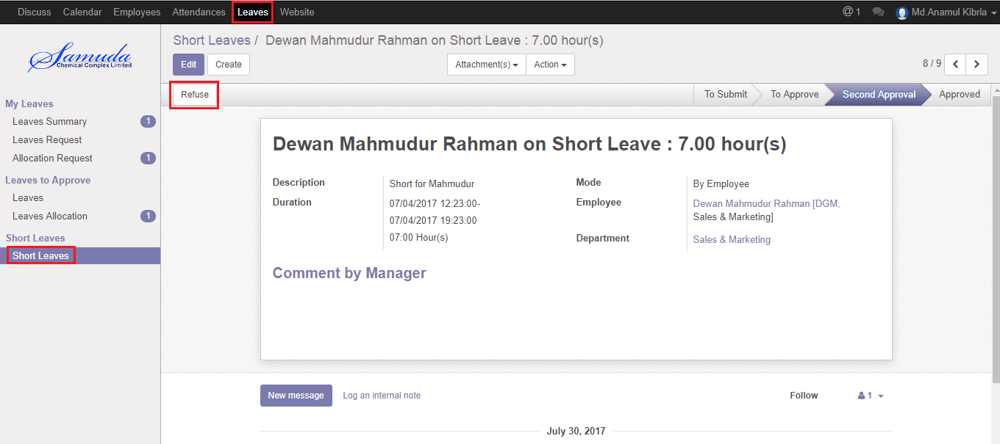 Discuss Calendar Employees Attendances Leaves Website @ 1 Md.Anamul Kibria
Samuda
Chemical Complex Limited
Short Leaves / Dewan Mahmudur Rahman on Short Leave : 7.00 hour(s)
Edit Create Attachment(s) Action 8 / 9
Refuse To Submit To Approve Second Approval Approved
My Leaves
Leaves Summary 1
Leaves Request
Allocation Request 1
Leaves to Approve
Leaves
Leaves Allocation 1
Short Leaves
Short Leaves
Dewan Mahmudur Rahman on Short Leave : 7.00 hour(s)
Description Short for Mahmudur
Duration 07/04/2017 12:23:00-
07/04/2017 19:23:00
07:00 Hour(s)
Mode By Employee
Employee Dewan Mahmudur Rahman [DGM,
Sales & Marketing]
Department Sales & Marketing
Comment by Manager
New message Log an internal note Follow 1
July 30, 2017